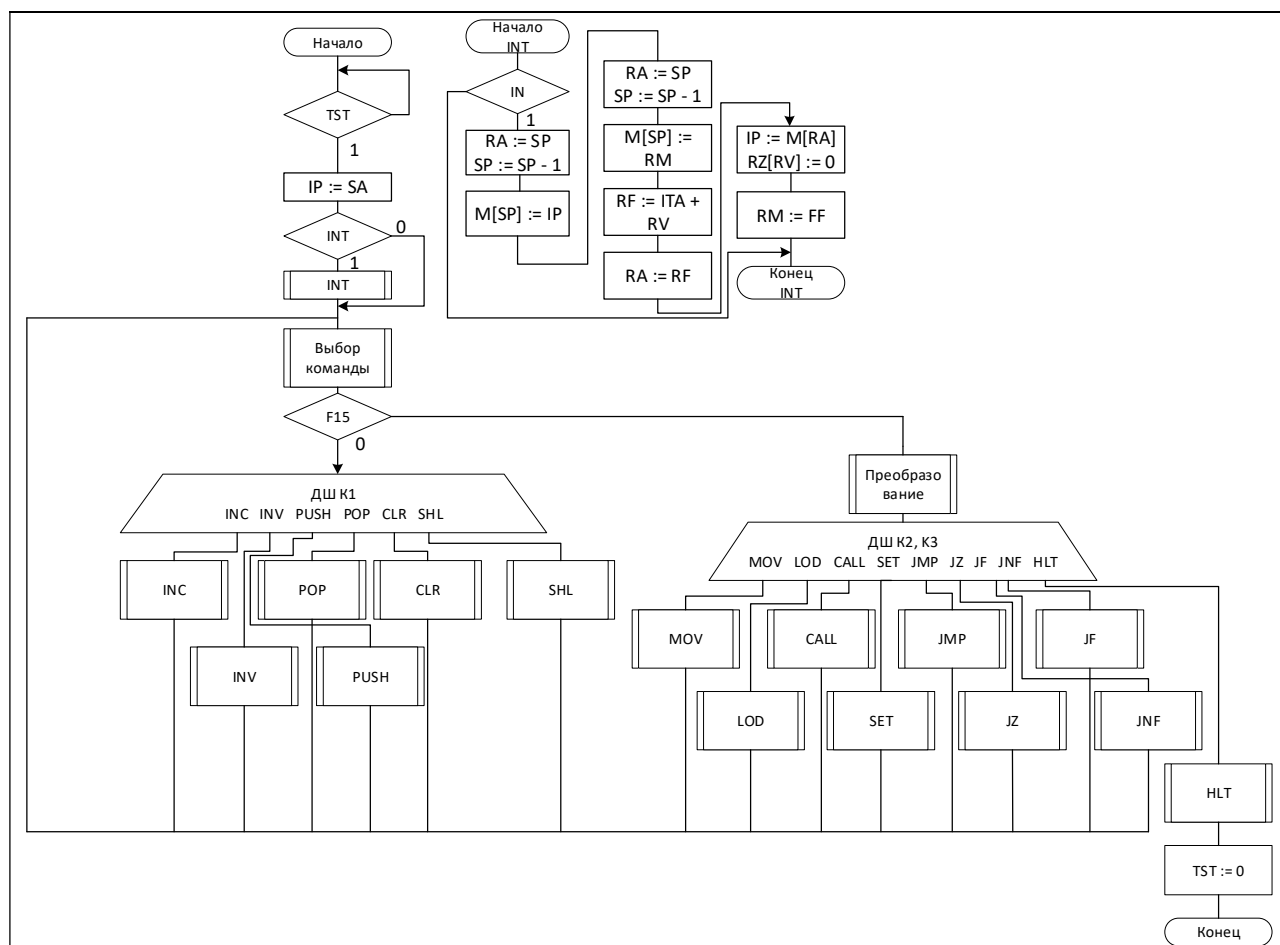 Начало
TST
1
IP := SA
INT
0
1
INT
Выбор
команды
F15
0
Начало
INT
IN
1
RA := SP
SP := SP - 1
M[SP] := IP
RA := SP
SP := SP - 1
M[SP] :=
RM
RF := ITA +
RV
RA := RF
IP := M[RA]
RZ[RV] := 0
RM := FF
Конец
INT
ДШ К1
INC INV PUSH POP CLR SHL
INC
POP
CLR
SHL
INV
PUSH
Преобразо
вание
ДШ К2, К3
MOV LOD CALL SET JMP JZ JF JNF HLT
MOV
CALL
JMP
JF
LOD
SET
JZ
JNF
HLT
TST := 0
Конец